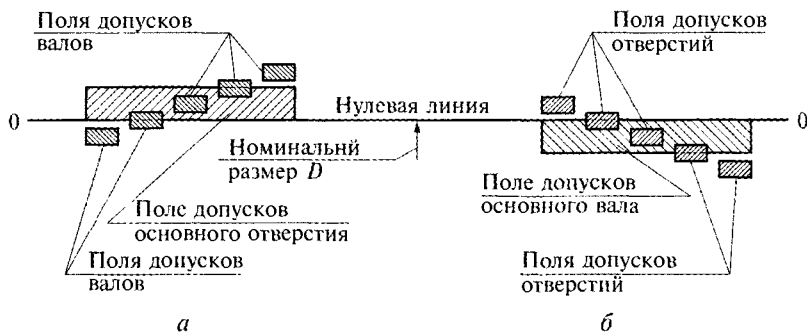 Поля допусков
валов
0
Нулевая линия
Номинальнй
размер D
Поле допусков
основного отверстия
Поля допусков
валов
а
Поля допусков
отверстий
0
Поле допусков
основного вала
Поля допусков
отверстий
б